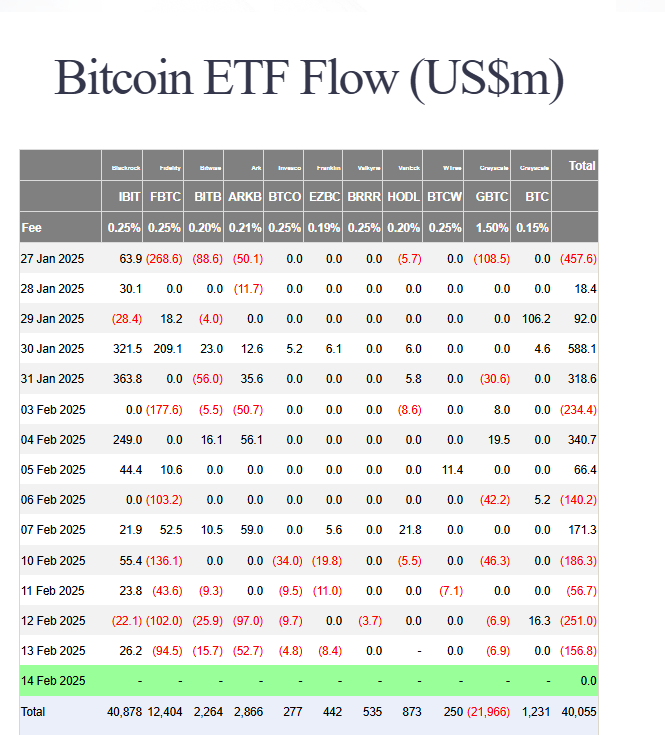 Bitcoin ETF Flow (US$m)
Blackrock Fidelity Bitwise Ark Invesco Franklin Valkyrie VanEck WTree Grayscale Grayscale Total
IBIT FBTC BITB ARKB BTCO EZBC BRRR HODL BTCW GBTC BTC
Fee 0.25% 0.25% 0.20% 0.21% 0.25% 0.19% 0.25% 0.20% 0.25% 1.50% 0.15%
27 Jan 2025 63.9 (268.6) (88.6) (50.1) 0.0 0.0 0.0 (5.7) 0.0 (108.5) 0.0 (457.6)
28 Jan 2025 30.1 0.0 0.0 (11.7) 0.0 0.0 0.0 0.0 0.0 0.0 0.0 18.4
29 Jan 2025 (28.4) 18.2 (4.0) 0.0 0.0 0.0 0.0 0.0 0.0 0.0 106.2 92.0
30 Jan 2025 321.5 209.1 23.0 12.6 5.2 6.1 0.0 6.0 0.0 0.0 4.6 588.1
31 Jan 2025 363.8 0.0 (56.0) 35.6 0.0 0.0 0.0 5.8 0.0 (30.6) 0.0 318.6
03 Feb 2025 0.0 (177.6) (5.5) (50.7) 0.0 0.0 0.0 (8.6) 0.0 8.0 0.0 (234.4)
04 Feb 2025 249.0 0.0 16.1 56.1 0.0 0.0 0.0 0.0 0.0 19.5 0.0 340.7
05 Feb 2025 44.4 10.6 0.0 0.0 0.0 0.0 0.0 0.0 11.4 0.0 0.0 66.4
06 Feb 2025 0.0 (103.2) 0.0 0.0 0.0 0.0 0.0 0.0 0.0 (42.2) 5.2 (140.2)
07 Feb 2025 21.9 52.5 10.5 59.0 0.0 5.6 0.0 21.8 0.0 0.0 0.0 171.3
10 Feb 2025 55.4 (136.1) 0.0 0.0 (34.0) (19.8) 0.0 (5.5) 0.0 (46.3) 0.0 (186.3)
11 Feb 2025 23.8 (43.6) (9.3) 0.0 (9.5) (11.0) 0.0 0.0 (7.1) 0.0 0.0 (56.7)
12 Feb 2025 (22.1) (102.0) (25.9) (97.0) (9.7) 0.0 (3.7) 0.0 0.0 (6.9) 16.3 (251.0)
13 Feb 2025 26.2 (94.5) (15.7) (52.7) (4.8) (8.4) 0.0 - 0.0 (6.9) 0.0 (156.8)
14 Feb 2025 - - - - - - - - - - - 0.0
Total 40,878 12,404 2,264 2,866 277 442 535 873 250 (21,966) 1,231 40,055